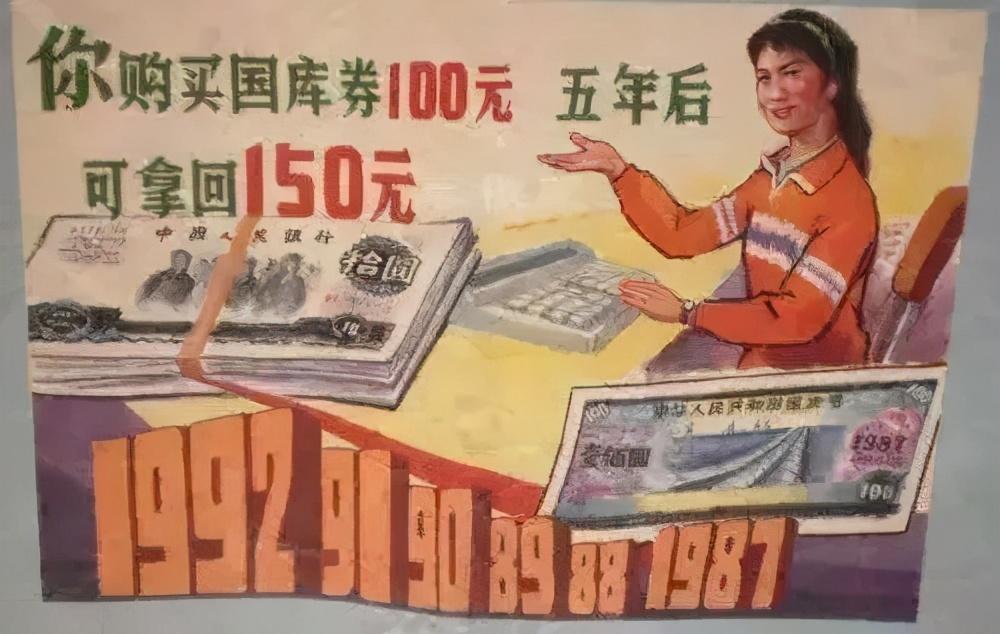 你购买国库券100元 五年后
可拿回150元
中国人民银行
拾圆
10
100
中华人民共和国国库券
壹佰圆
1987
100
1992 91 90 89 88 1987